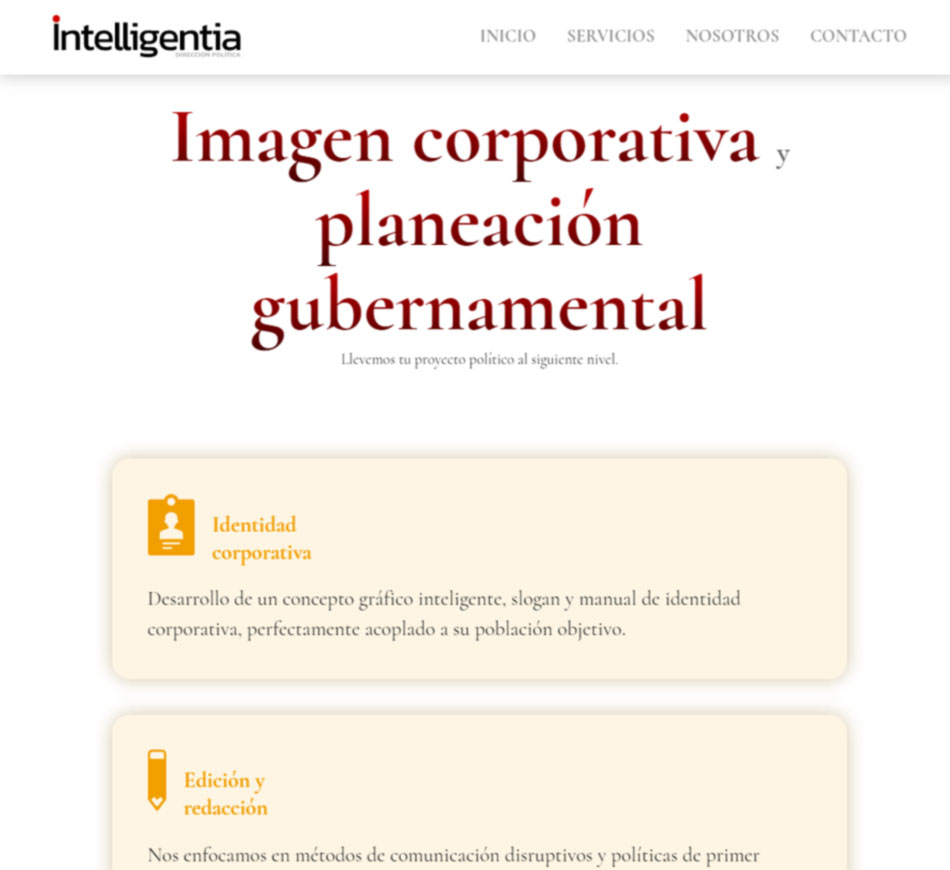 intelligentia
DIRECCIÓN POLÍTICA
INICIO SERVICIOS NOSOTROS CONTACTO
Imagen corporativa y
planeación
gubernamental
Llevemos tu proyecto político al siguiente nivel.
Identidad
corporativa
Desarrollo de un concepto gráfico inteligente, slogan y manual de identidad
corporativa, perfectamente acoplado a su población objetivo.
Edición y
redacción
Nos enfocamos en métodos de comunicación disruptivos y políticas de primer